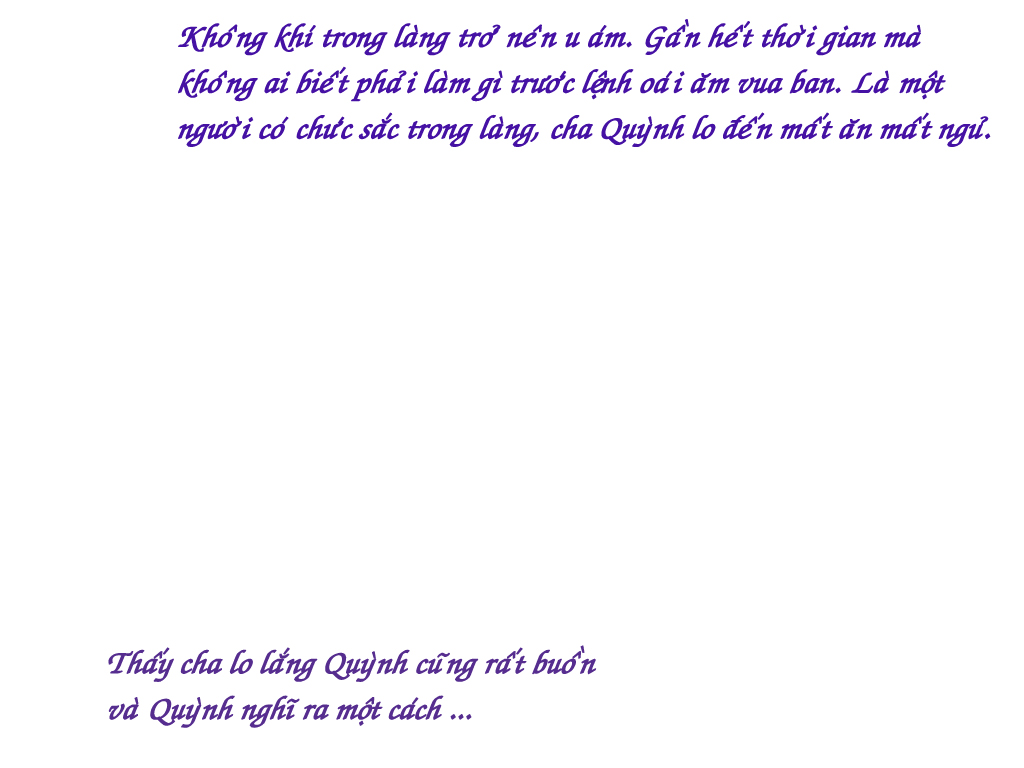 Không khí trong làng trở nên u ám. Gần hết thời gian mà
không ai biết phải làm gì trước lệnh oái ăm vua ban. Là một
người có chức sắc trong làng, cha Quỳnh lo đến mất ăn mất ngủ.
Thấy cha lo lắng Quỳnh cũng rất buồn
và Quỳnh nghĩ ra một cách ...